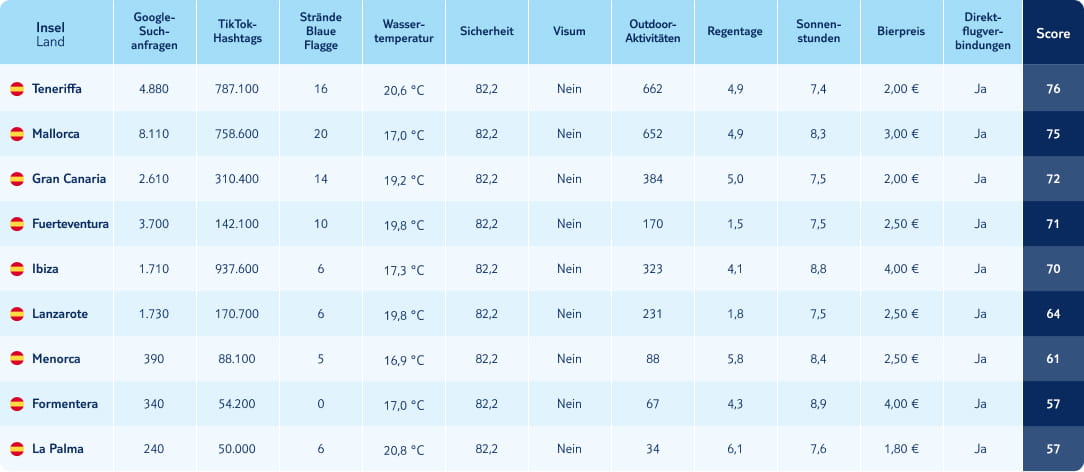 Insel
Land
Google-
Such-
anfragen
TikTok-
Hashtags
Strände
Blaue
Flagge
Wasser-
temperatur
Sicherheit
Visum
Outdoor-
Aktivitäten
Regentage
Sonnen-
stunden
Bierpreis
Direkt-
flugver-
bindungen
Score
Teneriffa 4.880 787.100 16 20,6 °C 82,2 Nein 662 4,9 7,4 2,00 € Ja 76
Mallorca 8.110 758.600 20 17,0 °C 82,2 Nein 652 4,9 8,3 3,00 € Ja 75
Gran Canaria 2.610 310.400 14 19,2 °C 82,2 Nein 384 5,0 7,5 2,00 € Ja 72
Fuerteventura 3.700 142.100 10 19,8 °C 82,2 Nein 170 1,5 7,5 2,50 € Ja 71
Ibiza 1.710 937.600 6 17,3 °C 82,2 Nein 323 4,1 8,8 4,00 € Ja 70
Lanzarote 1.730 170.700 6 19,8 °C 82,2 Nein 231 1,8 7,5 2,50 € Ja 64
Menorca 390 88.100 5 16,9 °C 82,2 Nein 88 5,8 8,4 2,50 € Ja 61
Formentera 340 54.200 0 17,0 °C 82,2 Nein 67 4,3 8,9 4,00 € Ja 57
La Palma 240 50.000 6 20,8 °C 82,2 Nein 34 6,1 7,6 1,80 € Ja 57